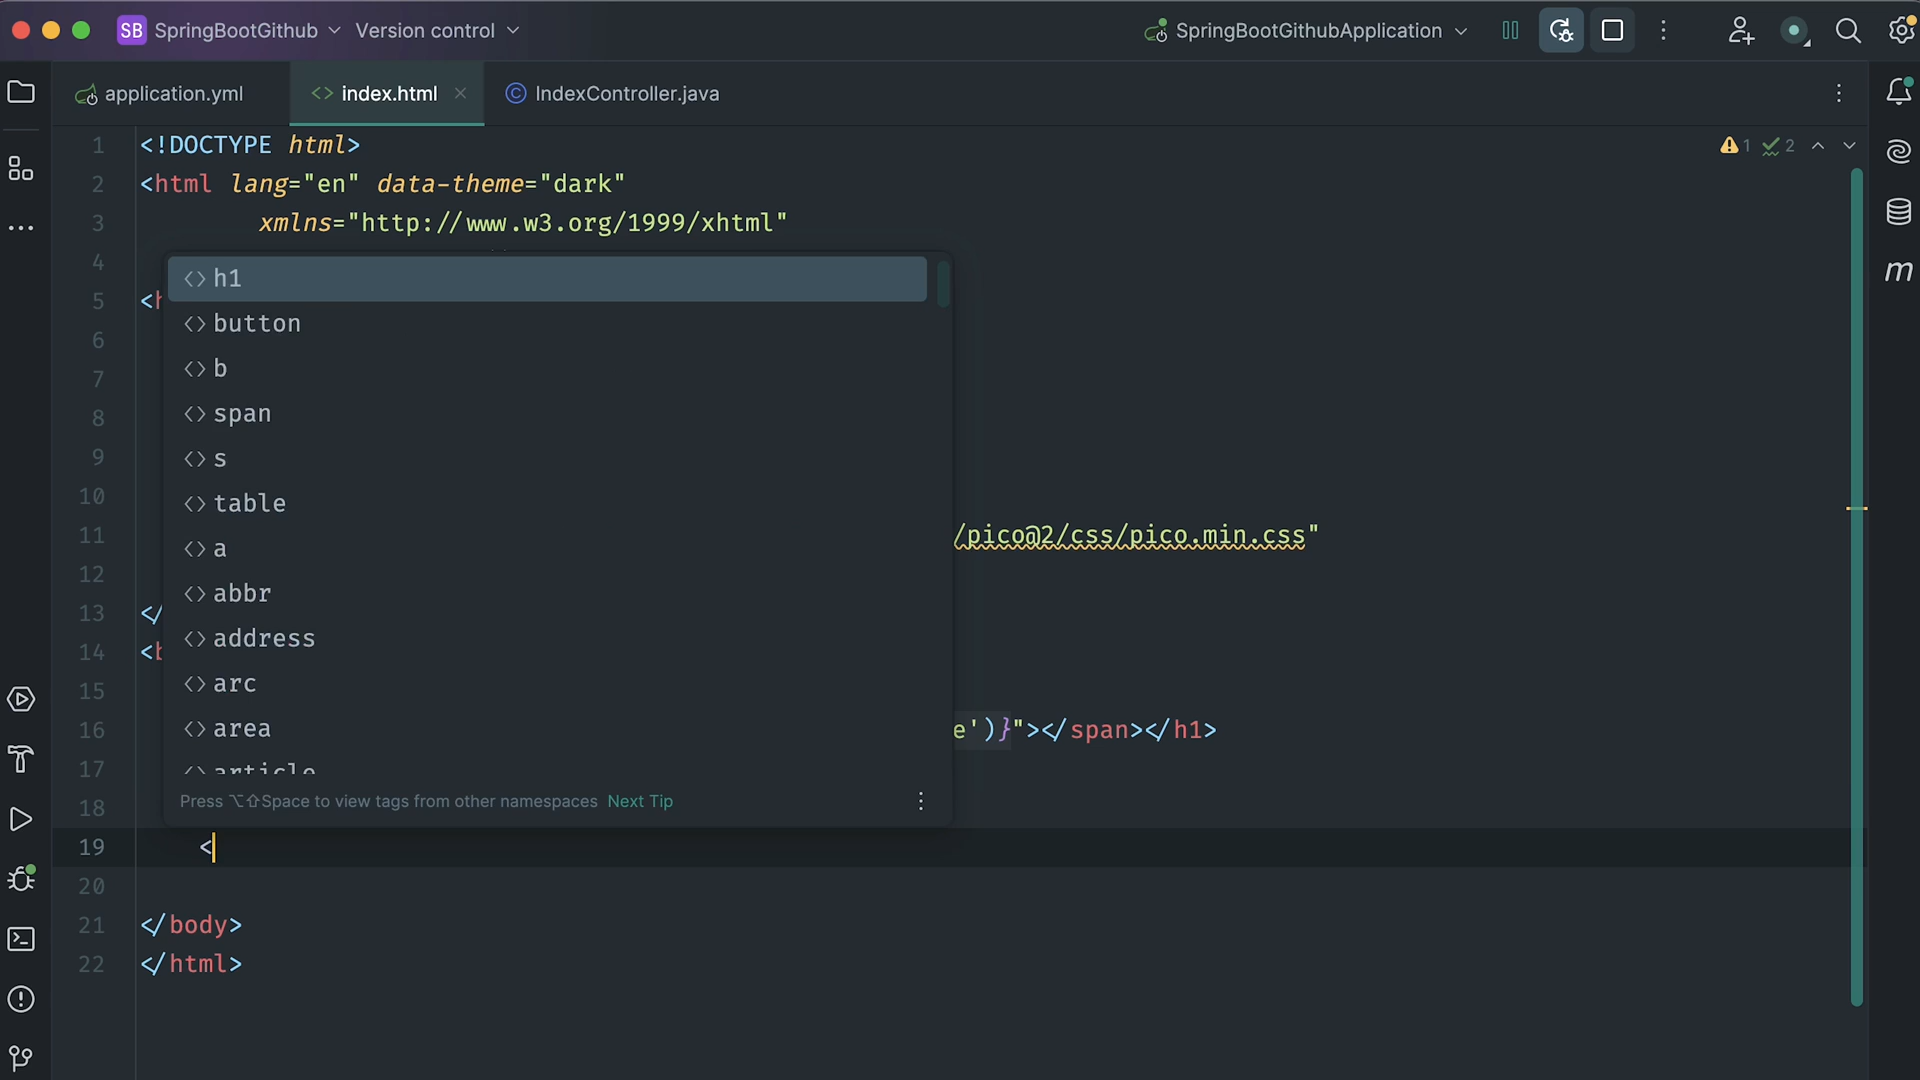 SB SpringBootGithub Version control SpringBootGithubApplication
application.yml index.html IndexController.java
1 <!DOCTYPE html> 1 2
2 <html lang="en" data-theme="dark"
3 xmlns="http://www.w3.org/1999/xhtml"
4
h1
5 <h
button
6
b
7
span
8
s
9
table
10
11 /pico@2/css/pico.min.css"
a
12
abbr
13 </
address
14 <b
arc
15
area
16 e')}"></span></h1>
article
17
Press ⌥⇧Space to view tags from other namespaces Next Tip
18
19 <
20
21 </body>
22 </html>
m